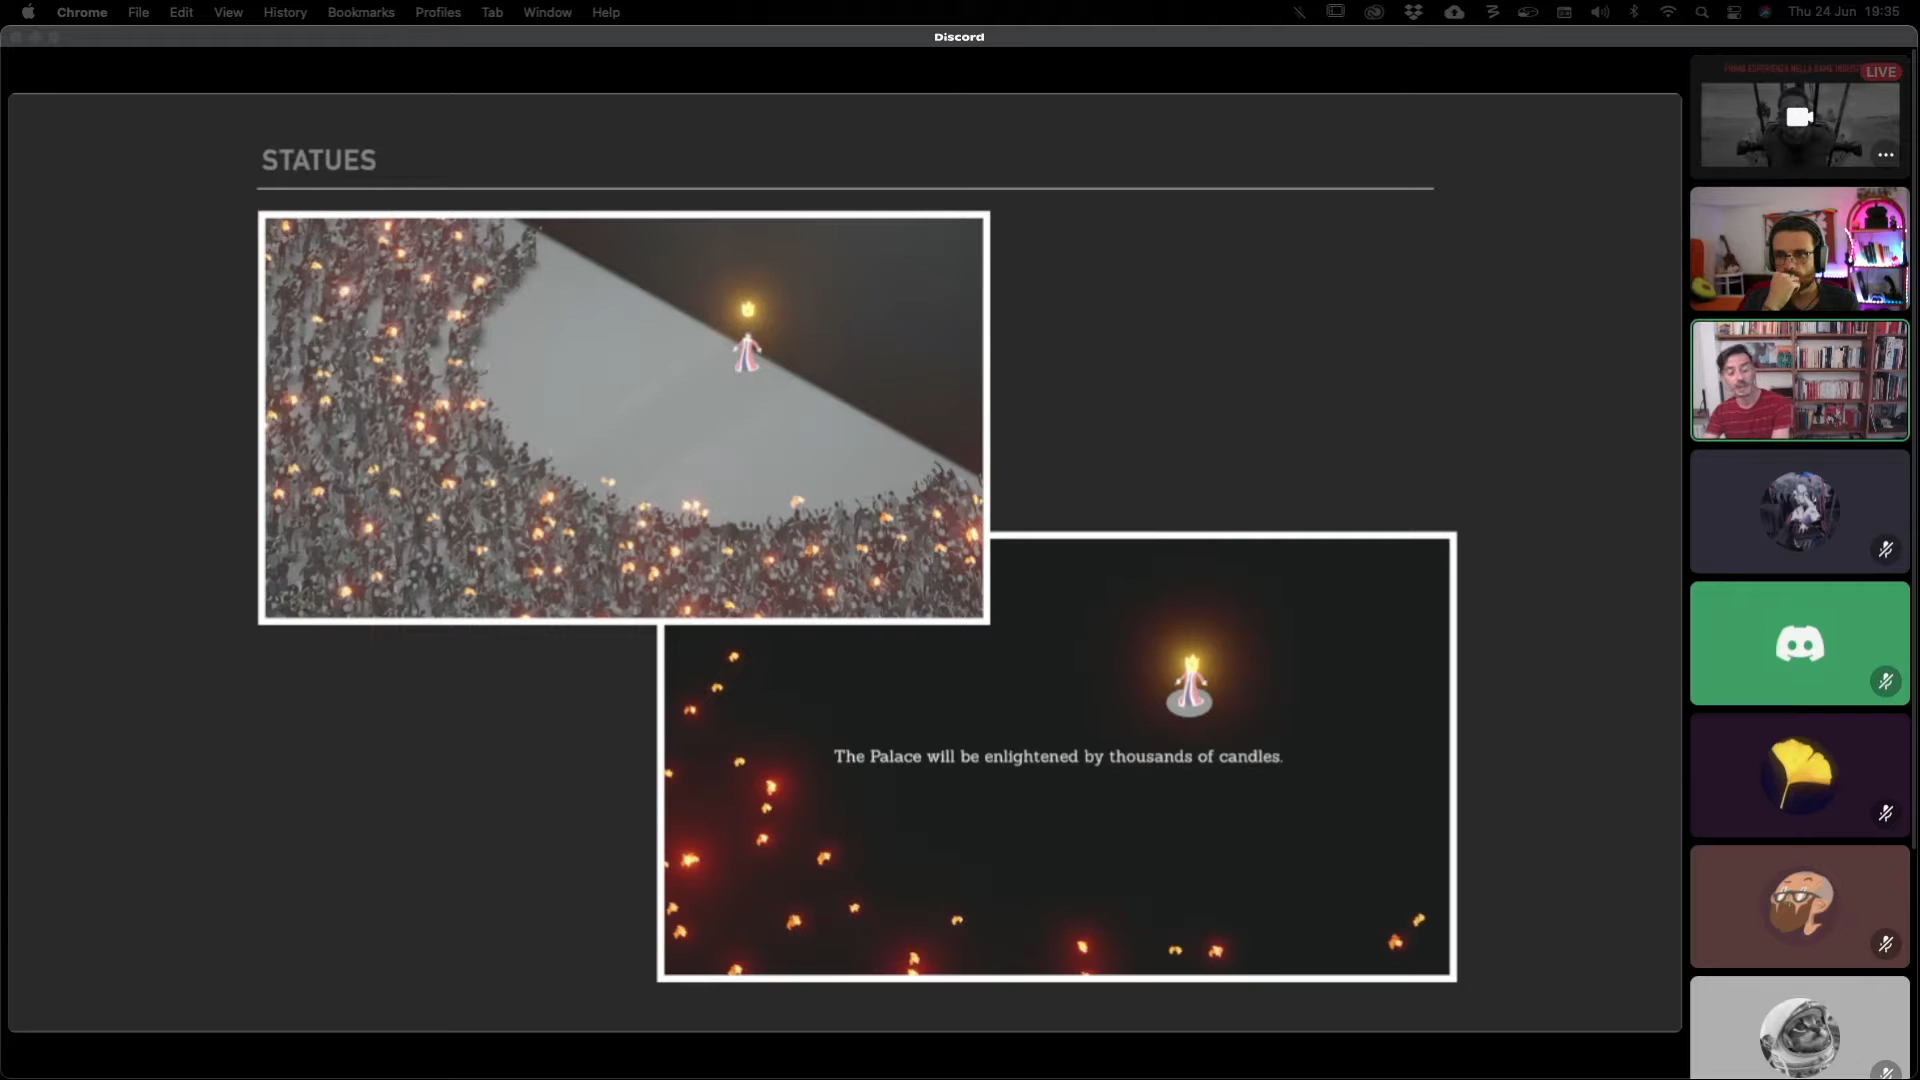 Chrome File Edit View History Bookmarks Profiles Tab Window Help Thu 24 Jun 19:35
Discord
LIVE
STATUES
The Palace will be enlightened by thousands of candles.